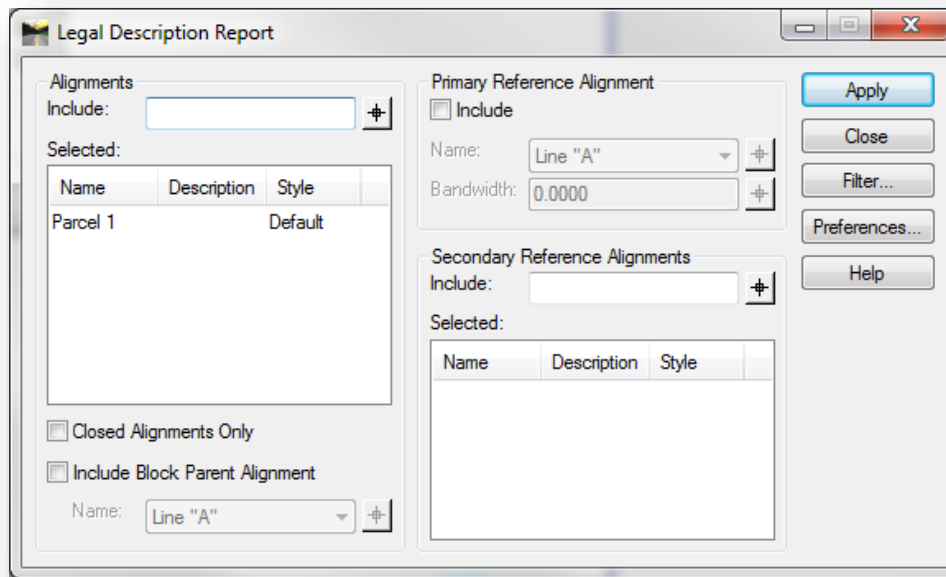 Legal Description Report
Alignments
Include:
Selected:
Name Description Style
Parcel 1 Default
Closed Alignments Only
Include Block Parent Alignment
Name: Line "A"
Primary Reference Alignment
Include
Name: Line "A"
Bandwidth: 0.0000
Secondary Reference Alignments
Include:
Selected:
Name Description Style
Apply
Close
Filter...
Preferences...
Help